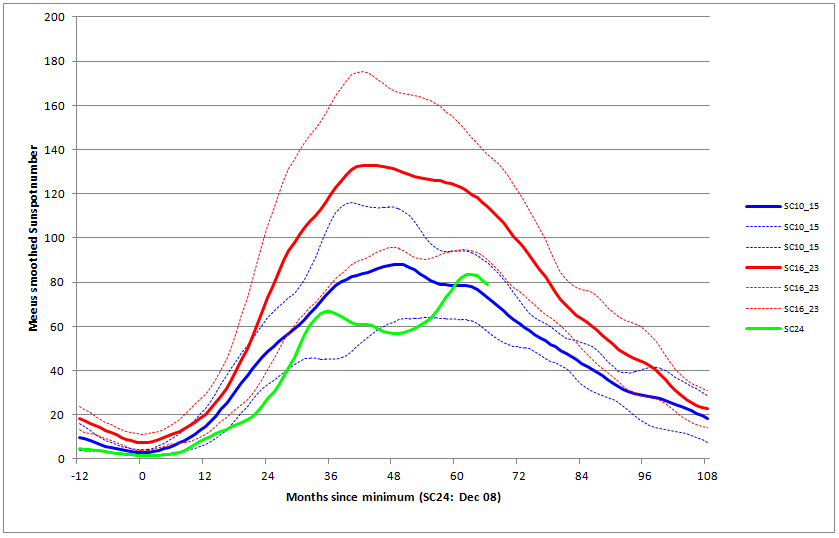 200
180
160
140
120
100
80
60
40
20
0
Meeus smoothed Sunspotnumber
-12 0 12 24 36 48 60 72 84 96 108
Months since minimum (SC24: Dec 08)
SC10_15
SC10_15
SC10_15
SC16_23
SC16_23
SC16_23
SC24